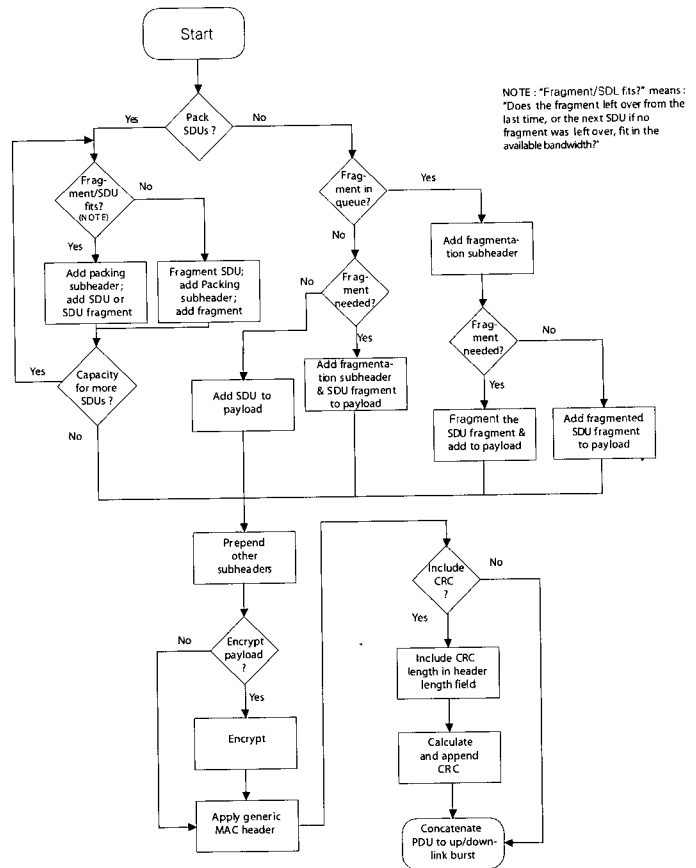 Start
NOTE : "Fragment/SDU fits?" means :
"Does the fragment left over from the
last time, or the next SDU if no
fragment was left over, fit in the
available bandwidth?"
Yes
Pack
SDUs ?
No
Frag-
ment/SDU
fits?
(NOTE)
No
Yes
Fragment in
queue?
Yes
No
Add packing
subheader;
add SDU or
SDU fragment
Fragment SDU;
add Packing
subheader;
add fragment
Add fragmenta-
tion subheader
No
Frag-
ment
needed?
Yes
Frag-
ment
needed?
No
Yes
Yes
Capacity
for more
SDUs ?
No
Add SDU to
payload
Add fragmenta-
tion subheader
& SDU fragment
to payload
Fragment the
SDU fragment &
add to payload
Add fragmented
SDU fragment
to payload
Prepend
other
subheaders
Include
CRC
?
No
Yes
No
Encrypt
payload
?
Yes
Include CRC
length in header
length field
Encrypt
Calculate
and append
CRC
Apply generic
MAC header
Concatenate
PDU to up/down-
link burst